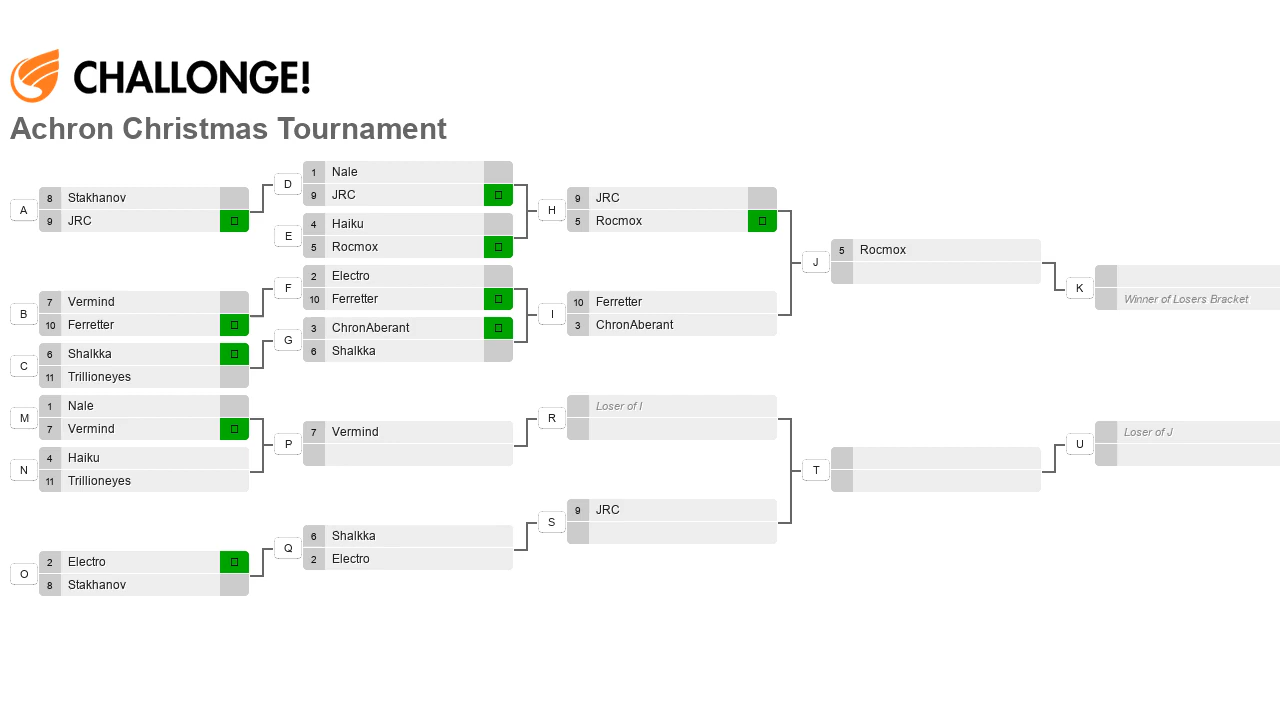 CHALLONGE!
Achron Christmas Tournament
A
8 Stakhanov
9 JRC
B
7 Vermind
10 Ferretter
C
6 Shalkka
11 Trillioneyes
D
1 Nale
9 JRC
E
4 Haiku
5 Rocmox
F
2 Electro
10 Ferretter
G
3 ChronAberant
6 Shalkka
H
9 JRC
5 Rocmox
I
10 Ferretter
3 ChronAberant
J
5 Rocmox
K
Winner of Losers Bracket
M
1 Nale
7 Vermind
N
4 Haiku
11 Trillioneyes
O
2 Electro
8 Stakhanov
P
7 Vermind
Q
6 Shalkka
2 Electro
R
Loser of I
S
9 JRC
T
U
Loser of J